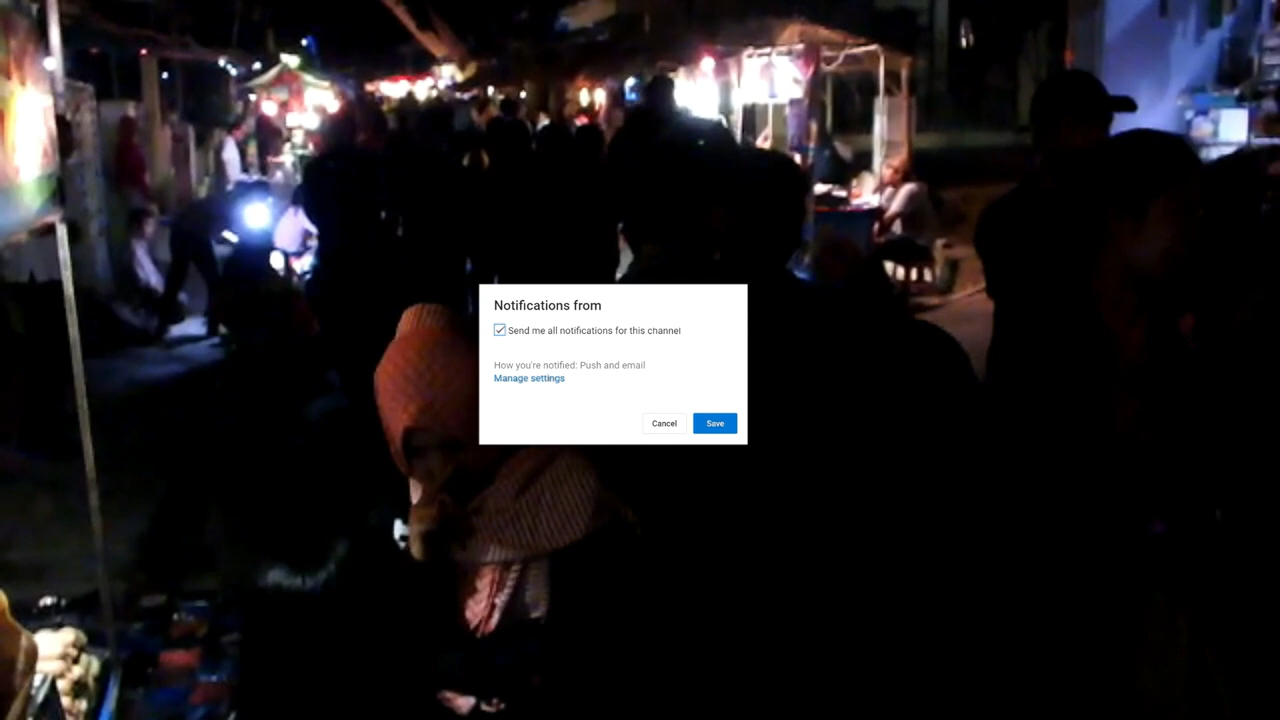 Notifications from
Send me all notifications for this channel
How you're notified: Push and email
Manage settings
Cancel
Save